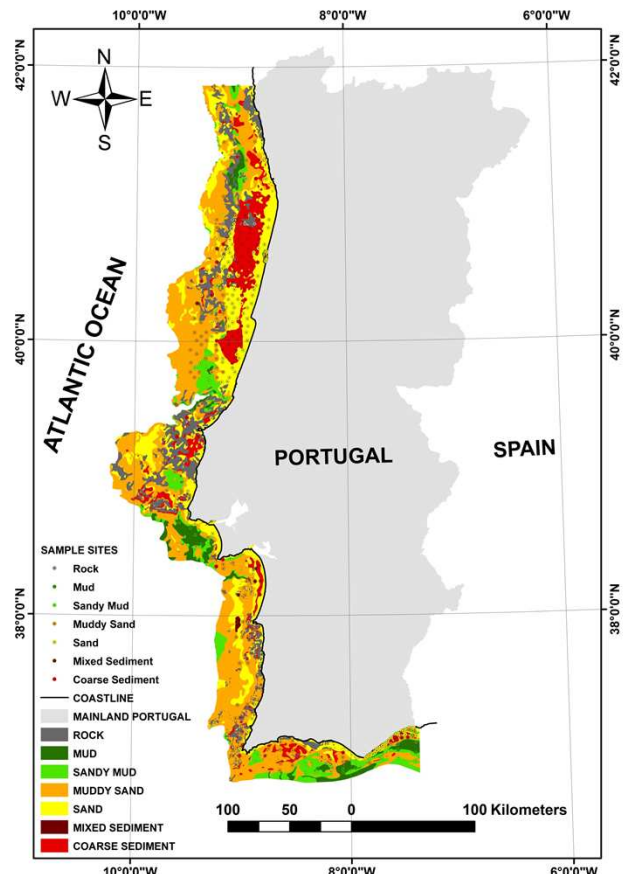 10°0'0"W 8°0'0"W 6°0'0"W
42°0'0"N
42°0'0"N
N
W E
S
ATLANTIC OCEAN
40°0'0"N
40°0'0"N
PORTUGAL
SPAIN
38°0'0"N
38°0'0"N
SAMPLE SITES
Rock
Mud
Sandy Mud
Muddy Sand
Sand
Mixed Sediment
Coarse Sediment
COASTLINE
MAINLAND PORTUGAL
ROCK
MUD
SANDY MUD
MUDDY SAND
SAND
MIXED SEDIMENT
COARSE SEDIMENT
100 50 0 100 Kilometers
10°0'0"W 8°0'0"W 6°0'0"W